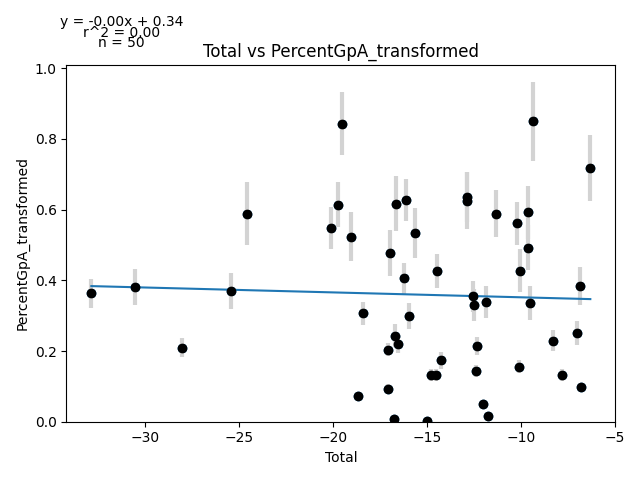 y = -0.00x + 0.34
r^2 = 0.00
n = 50
Total vs PercentGpA_transformed
1.0
0.8
0.6
0.4
0.2
0.0
PercentGpA_transformed
−30
−25
−20
−15
−10
−5
Total